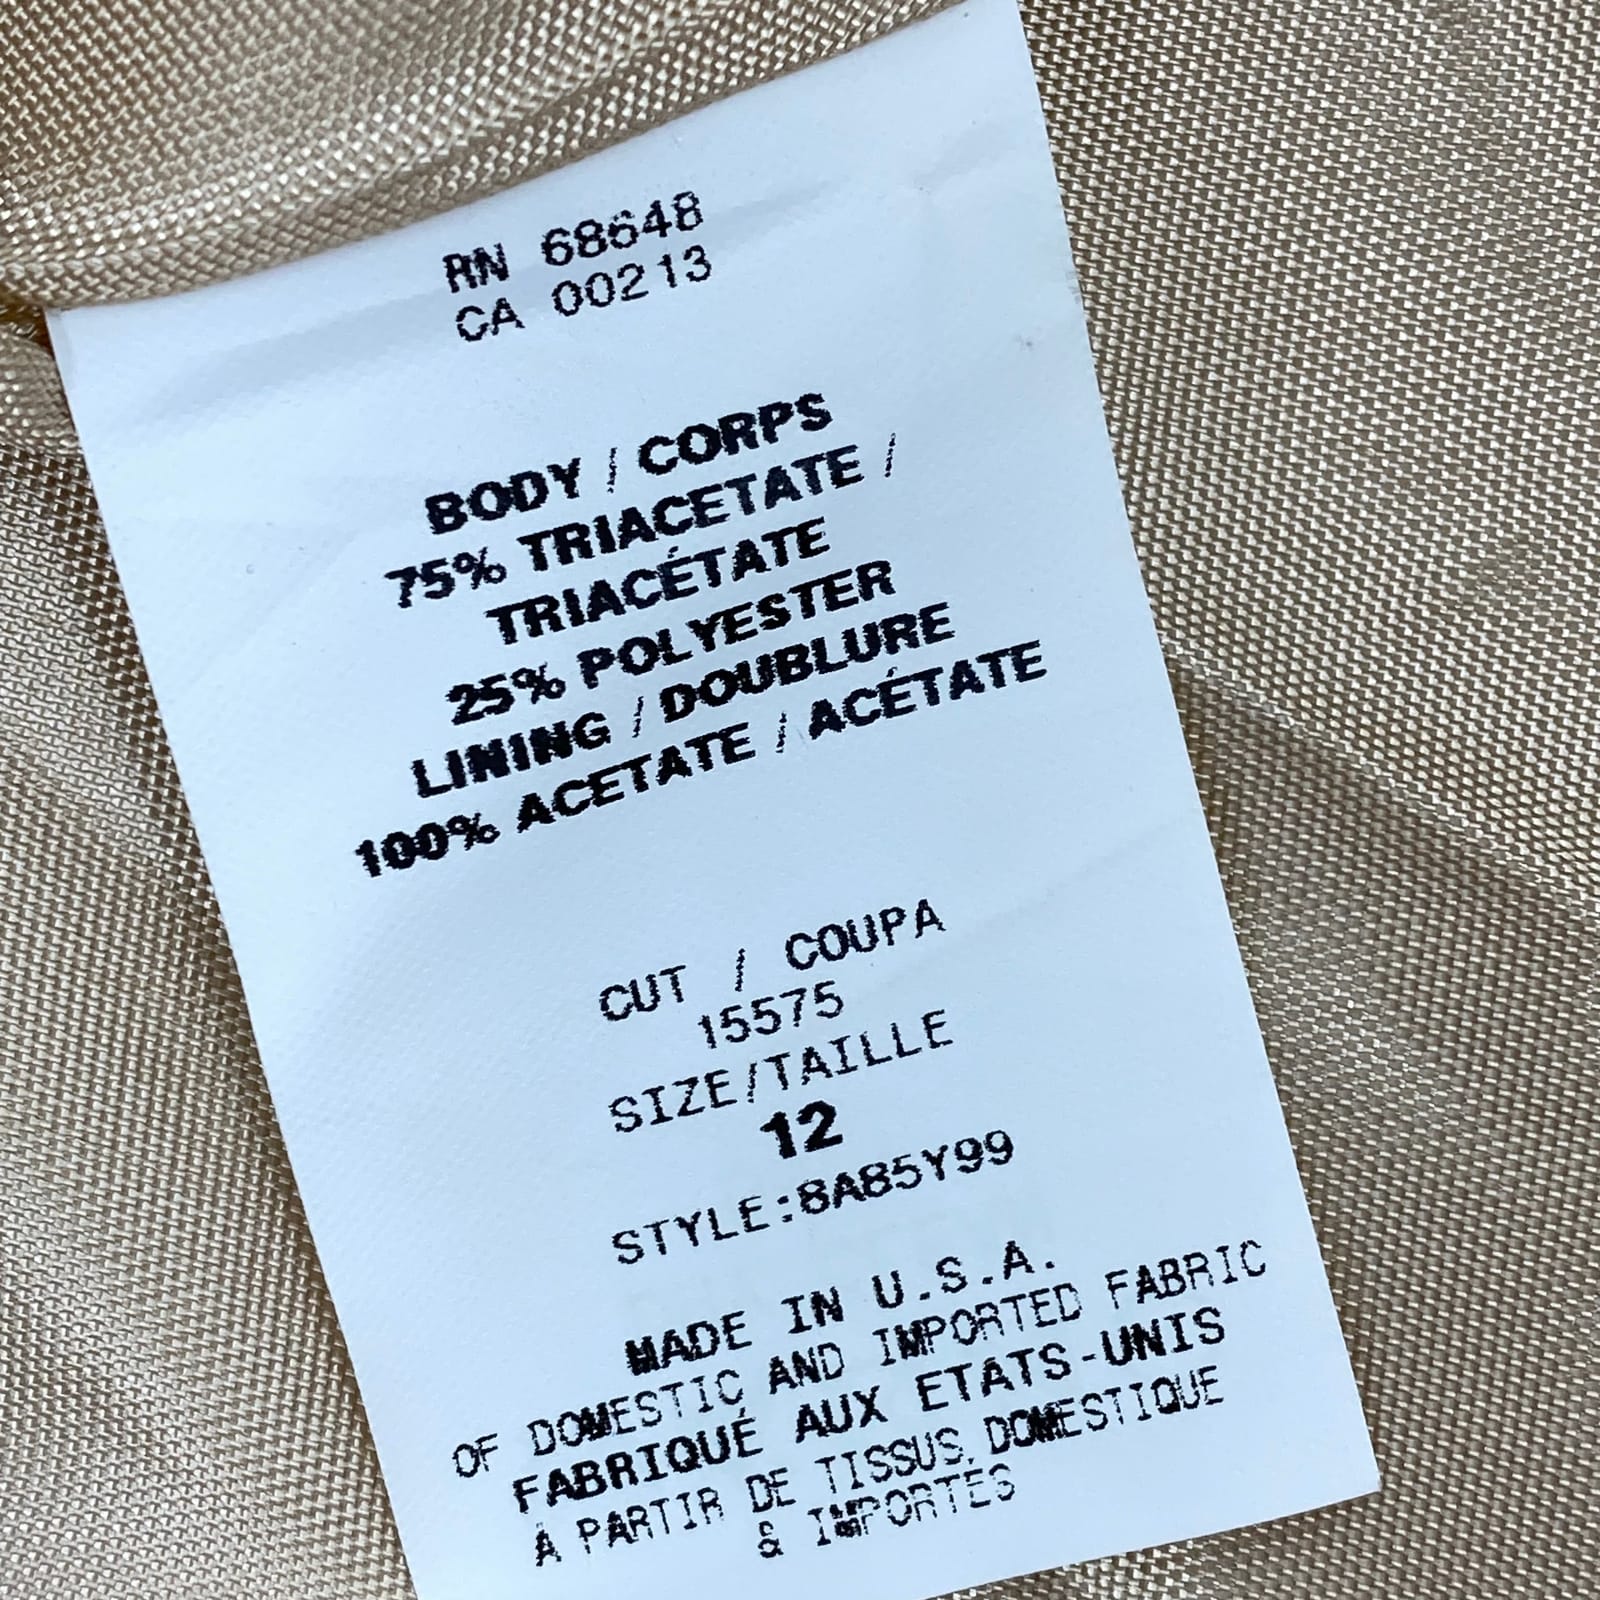 RN 68648
CA 00213
BODY / CORPS
75% TRIACETATE /
TRIACÉTATE
25% POLYESTER
LINING / DOUBLURE
100% ACETATE / ACÉTATE
CUT / COUPA
15575
SIZE/TAILLE
12
STYLE:8AB5Y99
MADE IN U.S.A.
OF DOMESTIC AND IMPORTED FABRIC
FABRIQUÉ AUX ETATS-UNIS
À PARTIR DE TISSUS, DOMESTIQUE
& IMPORTÉS